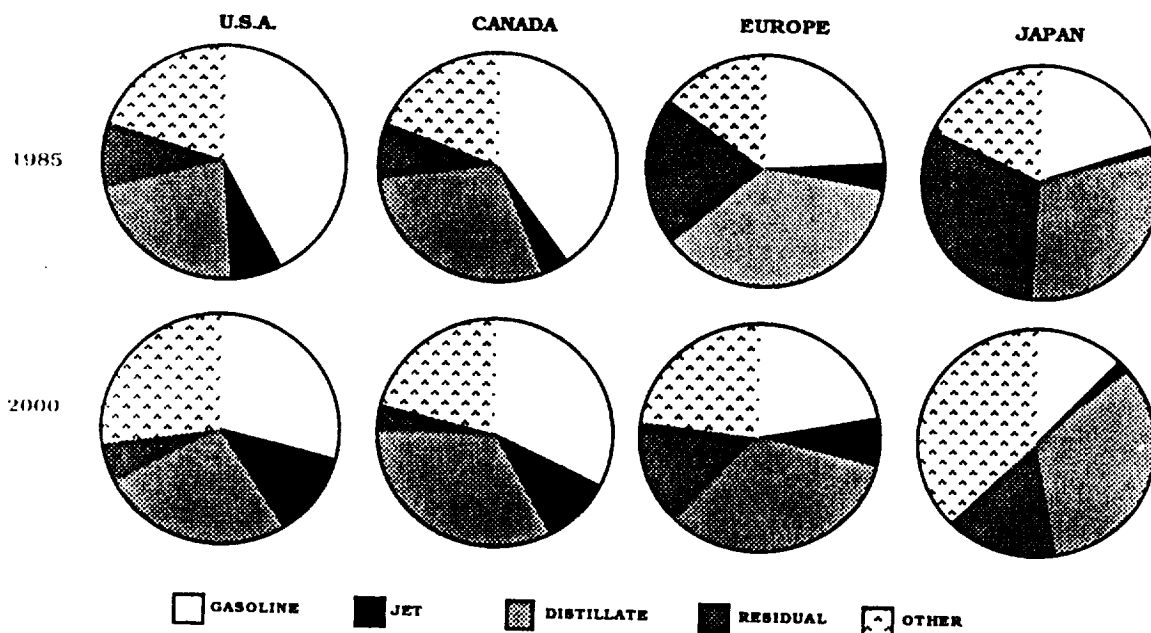 U.S.A. CANADA EUROPE JAPAN
1985
2000
GASOLINE JET DISTILLATE RESIDUAL OTHER